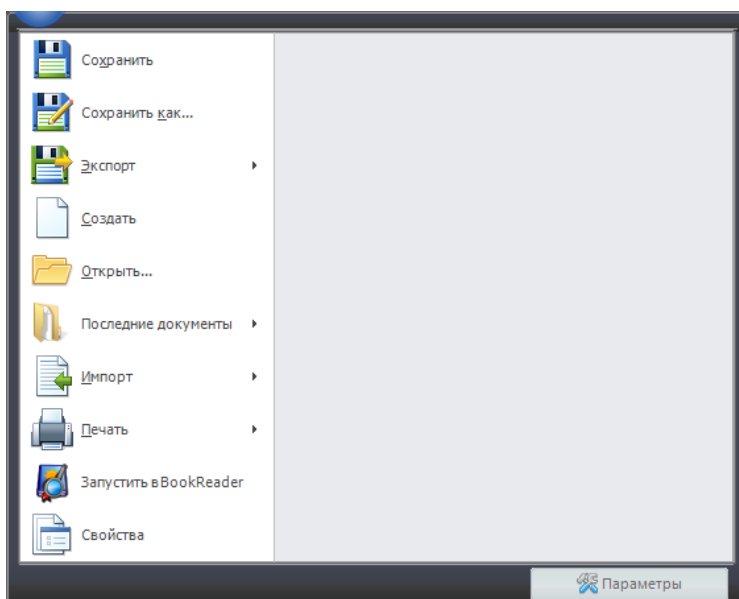 Сохранить
Сохранить как...
Экспорт
Создать
Открыть...
Последние документы
Импорт
Печать
Запустить в BookReader
Свойства
Параметры